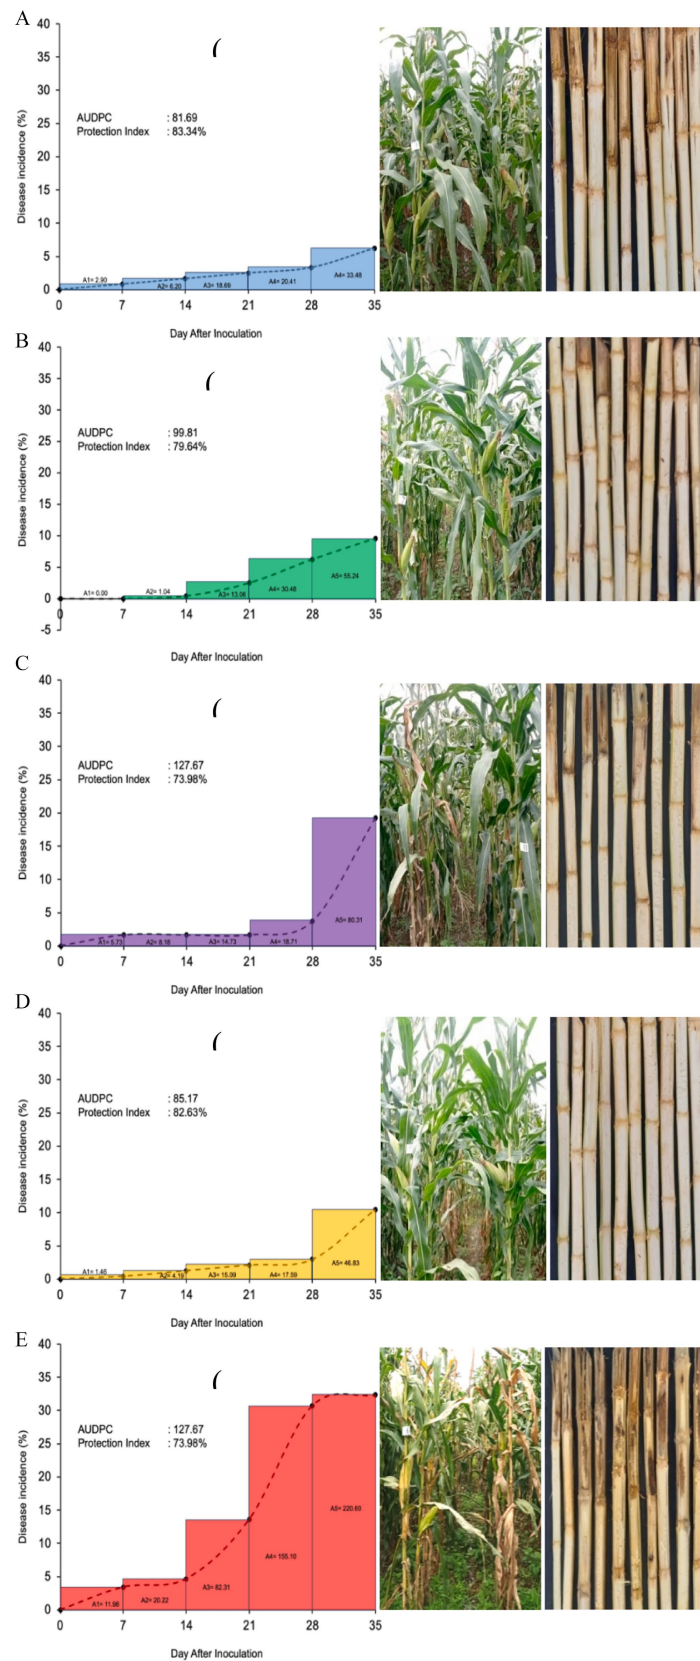 A
40
35
30
25
20
15
10
5
0
Disease incidence (%)
(
AUDPC : 81.69
Protection Index : 83.34%
A1= 2.90
A2= 6.20
A3= 18.69
A4= 20.41
A4= 33.48
0 7 14 21 28 35
Day After Inoculation
B
40
35
30
25
20
15
10
5
0
-5
Disease incidence (%)
(
AUDPC : 99.81
Protection Index : 79.64%
A1= 0.00
A2= 1.04
A3= 13.06
A4= 30.48
A5= 55.24
0 7 14 21 28 35
Day After Inoculation
C
40
35
30
25
20
15
10
5
0
Disease incidence (%)
(
AUDPC : 127.67
Protection Index : 73.98%
A1= 5.73
A2= 8.18
A3= 14.73
A4= 18.71
A5= 80.31
0 7 14 21 28 35
Day After Inoculation
D
40
35
30
25
20
15
10
5
0
Disease incidence (%)
(
AUDPC : 85.17
Protection Index : 82.63%
A1= 1.46
A2= 4.19
A3= 15.09
A4= 17.59
A5= 46.83
0 7 14 21 28 35
Day After Inoculation
E
40
35
30
25
20
15
10
5
0
Disease incidence (%)
(
AUDPC : 127.67
Protection Index : 73.98%
A1= 11.98
A2= 20.22
A3= 82.31
A4= 155.10
A5= 220.60
0 7 14 21 28 35
Day After Inoculation